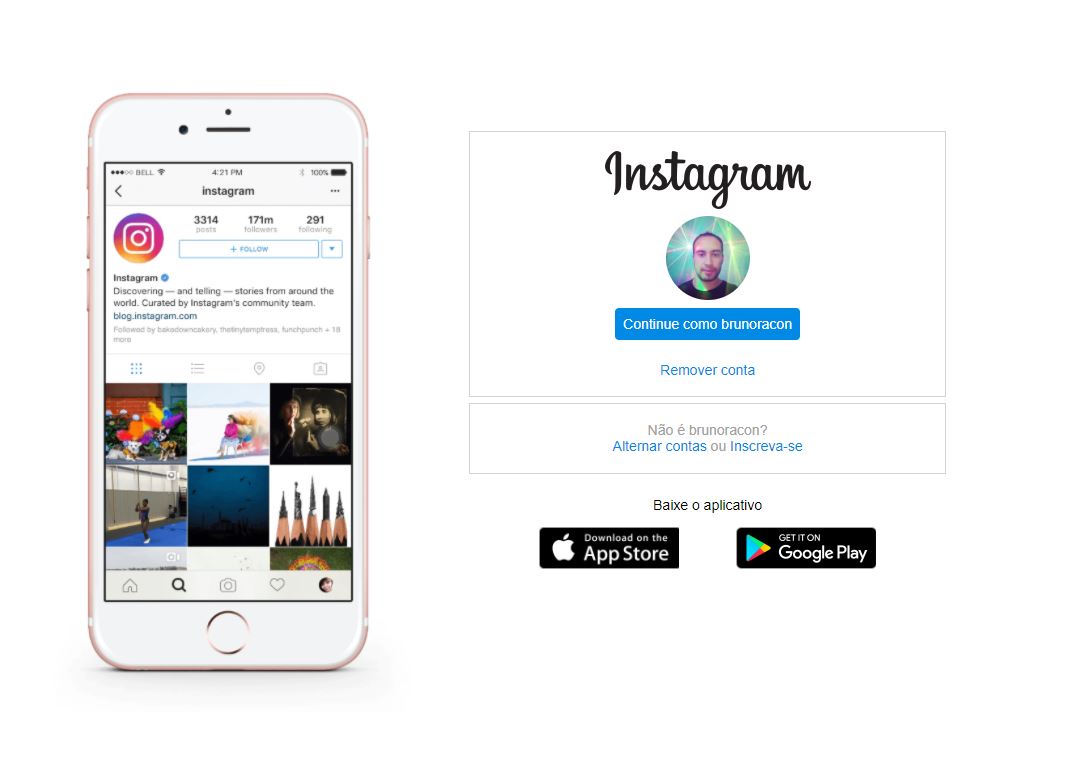 BELL
4:21 PM
100%
instagram
3314
171m
291
posts
followers
following
+ FOLLOW
Instagram
Discovering — and telling — stories from around the
world. Curated by Instagram's community team.
blog.instagram.com
Followed by bakedowncakery, thetinytemptress, funchpunch + 18
more
Instagram
Continue como brunoracon
Remover conta
Não é brunoracon?
Alternar contas ou Inscreva-se
Baixe o aplicativo
Download on the
App Store
GET IT ON
Google Play